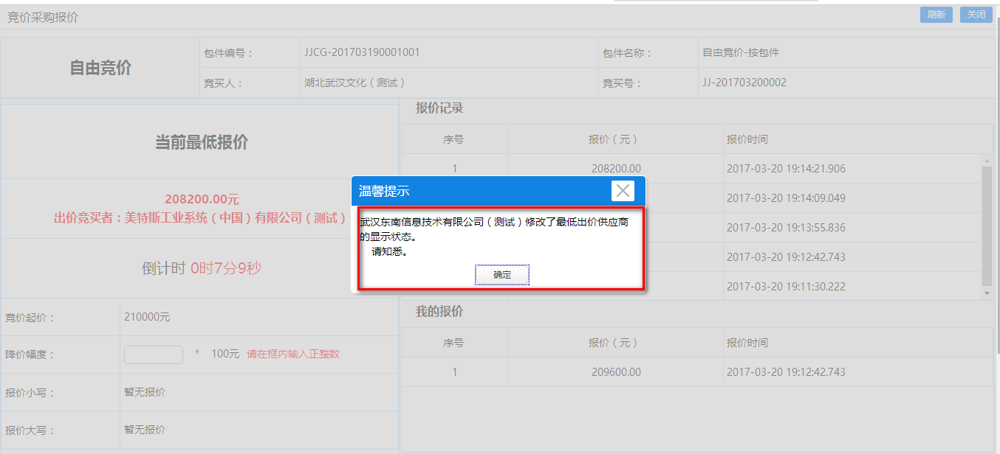 竞价采购报价
刷新 关闭
自由竞价
包件编号： JJCG-201703190001001 包件名称： 自由竞价-按包件
竞买人： 湖北武汉文化（测试） 竞买号： JJ-201703200002
当前最低报价
208200.00元
出价竞买者：美特斯工业系统（中国）有限公司（测试）
倒计时 0时7分9秒
竞价起价： 210000元
降价幅度： * 100元 请在框内输入正整数
报价小写： 暂无报价
报价大写： 暂无报价
报价记录
序号 报价（元） 报价时间
1 208200.00 2017-03-20 19:14:21.906
2017-03-20 19:14:09.049
2017-03-20 19:13:55.836
2017-03-20 19:12:42.743
2017-03-20 19:11:30.222
温馨提示
武汉东南信息技术有限公司（测试）修改了最低出价供应商
的显示状态。
请知悉。
确定
我的报价
序号 报价（元） 报价时间
1 209600.00 2017-03-20 19:12:42.743